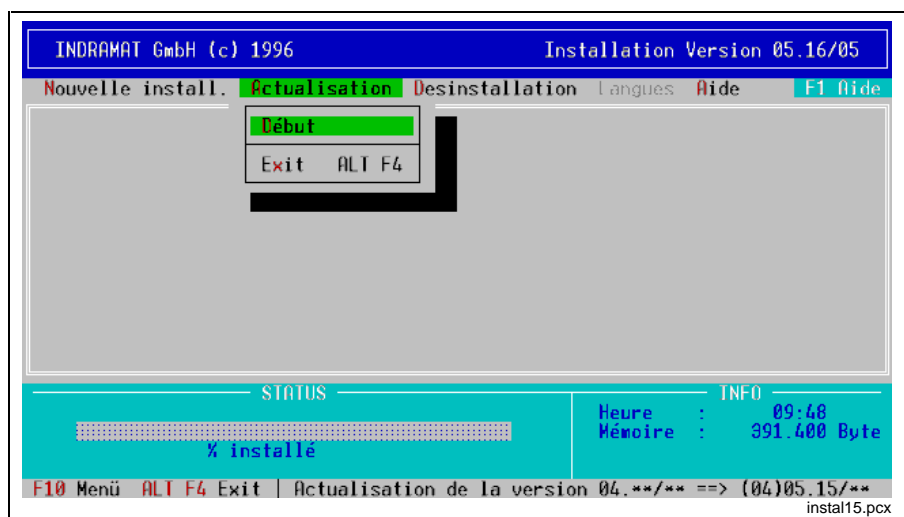 INDRAMAT GmbH (c) 1996 Installation Version 05.16/05
Nouvelle install. Actualisation Desinstallation Langues Aide F1 Aide
Début
Exit ALT F4
STATUS INFO
Heure : 09:48
Mémoire : 391.400 Byte
% installé
F10 Menü ALT F4 Exit | Actualisation de la version 04.**/** ==> (04)05.15/**
instal15.pcx